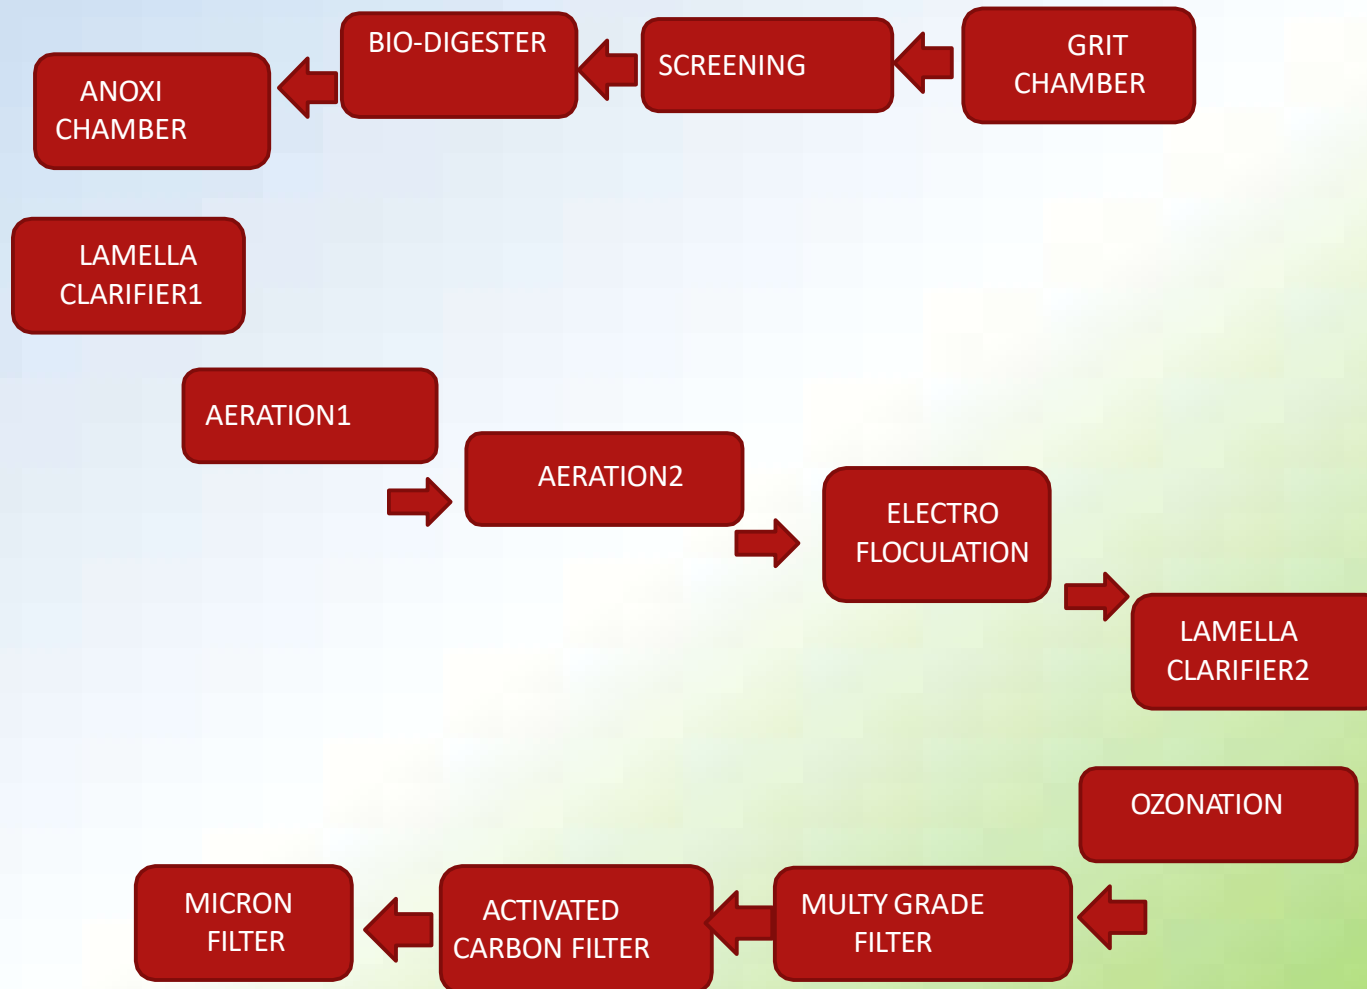 GRIT
CHAMBER
SCREENING
BIO-DIGESTER
ANOXI
CHAMBER
LAMELLA
CLARIFIER1
AERATION1
AERATION2
ELECTRO
FLOCULATION
LAMELLA
CLARIFIER2
OZONATION
MULTY GRADE
FILTER
ACTIVATED
CARBON FILTER
MICRON
FILTER